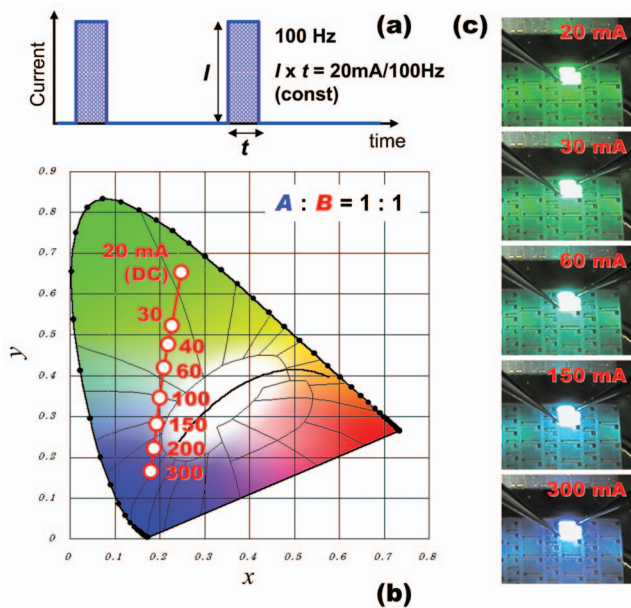 (a)
Current
I
100 Hz
I x t = 20mA/100Hz
(const)
t
time
0.9
0.8
0.7
0.6
0.5
0.4
0.3
0.2
0.1
0
y
A : B = 1 : 1
20 mA
(DC)
30
40
60
100
150
200
300
0 0.1 0.2 0.3 0.4 0.5 0.6 0.7 0.8
x
(b)
(c)
20 mA
30 mA
60 mA
150 mA
300 mA